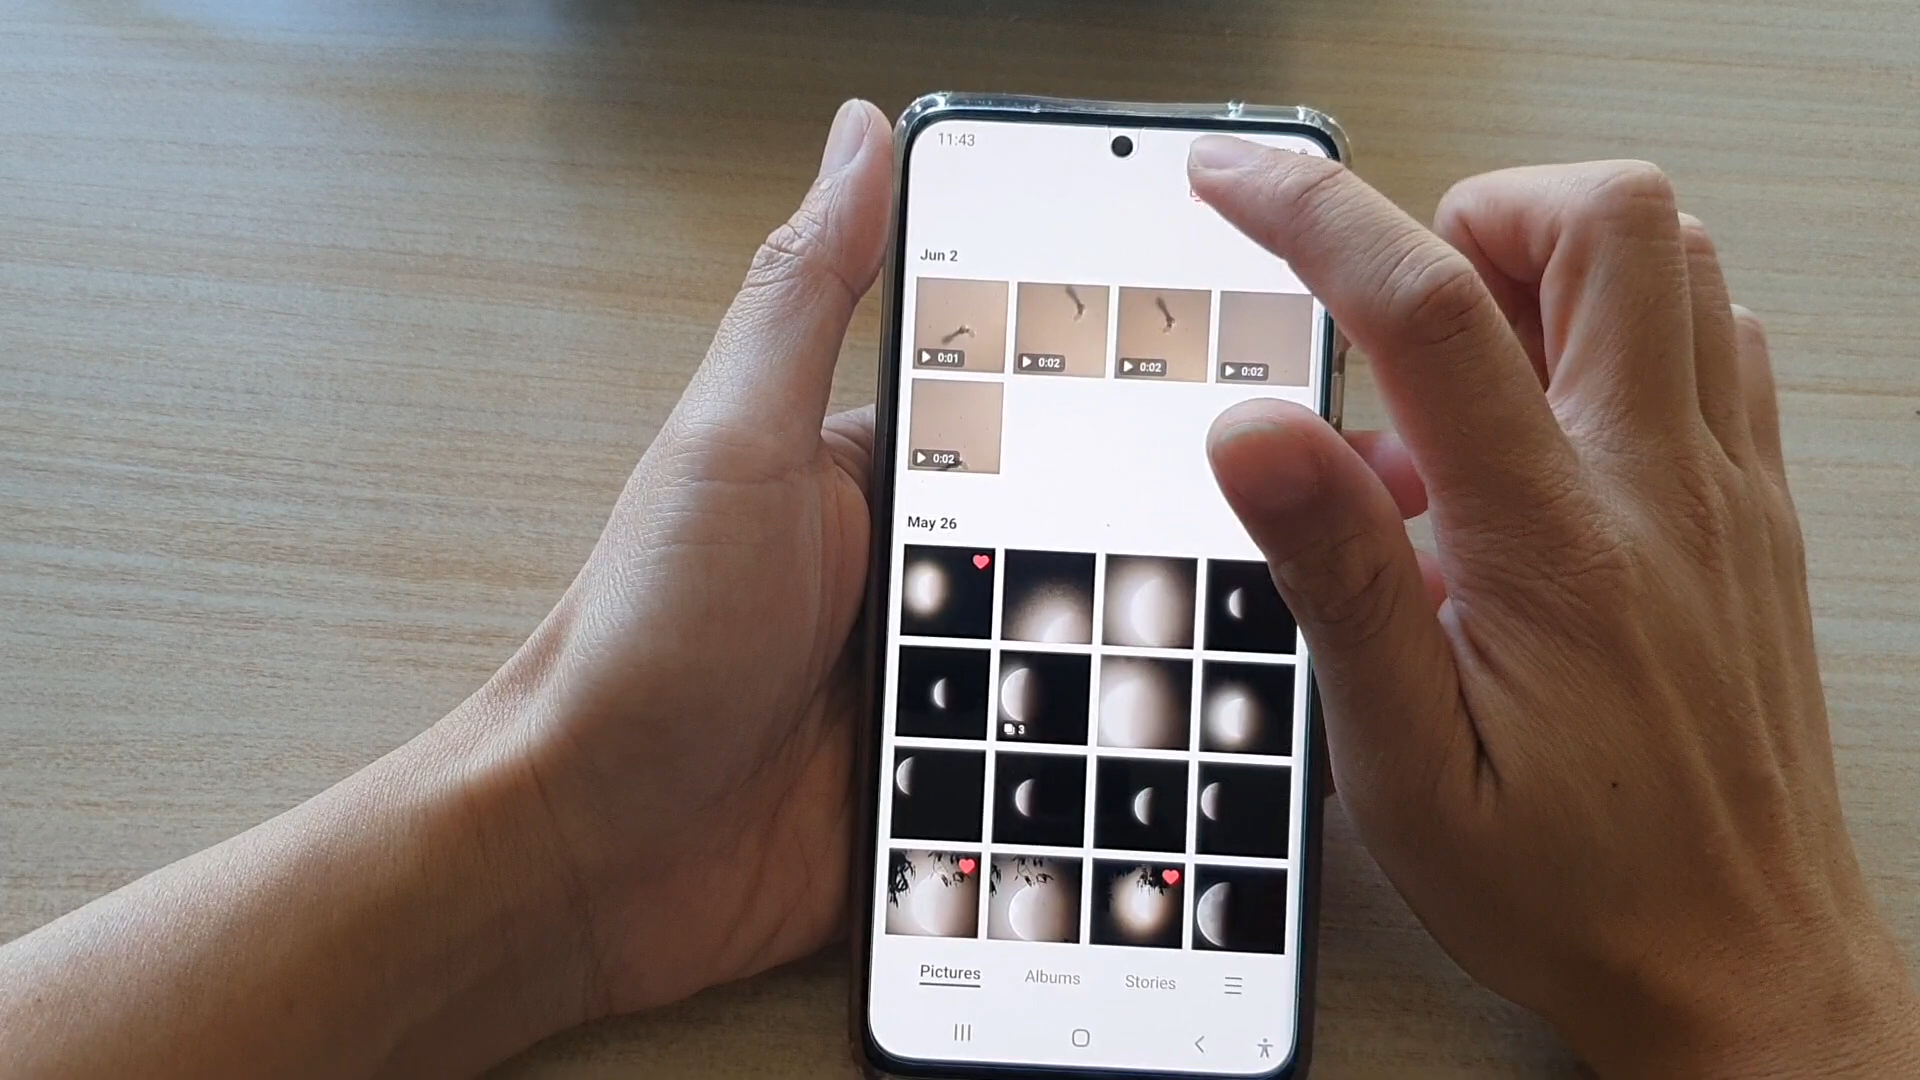 11:43
Jun 2
0:01
0:02
0:02
0:02
0:02
May 26
3
Pictures
Albums
Stories